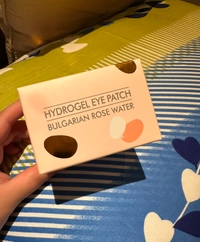 HYDROGEL EYE PATCH
BULGARIAN ROSE WATER